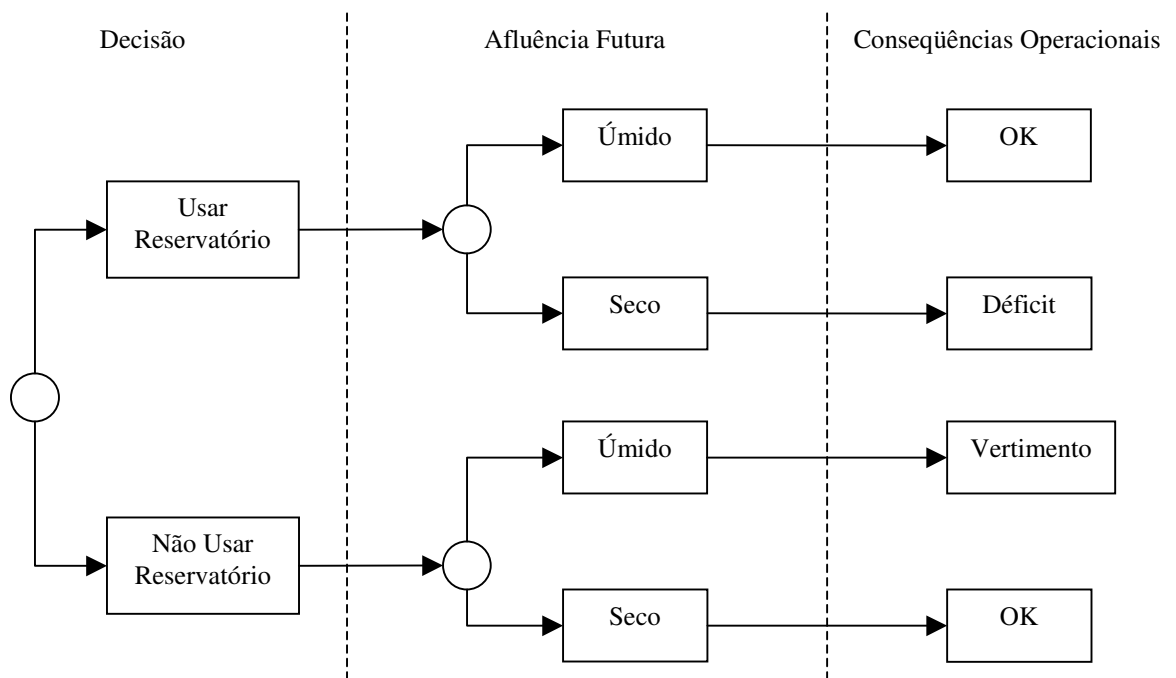 Decisão
Afluência Futura
Conseqüências Operacionais
Úmido
OK
Usar
Reservatório
Seco
Déficit
Úmido
Vertimento
Não Usar
Reservatório
Seco
OK